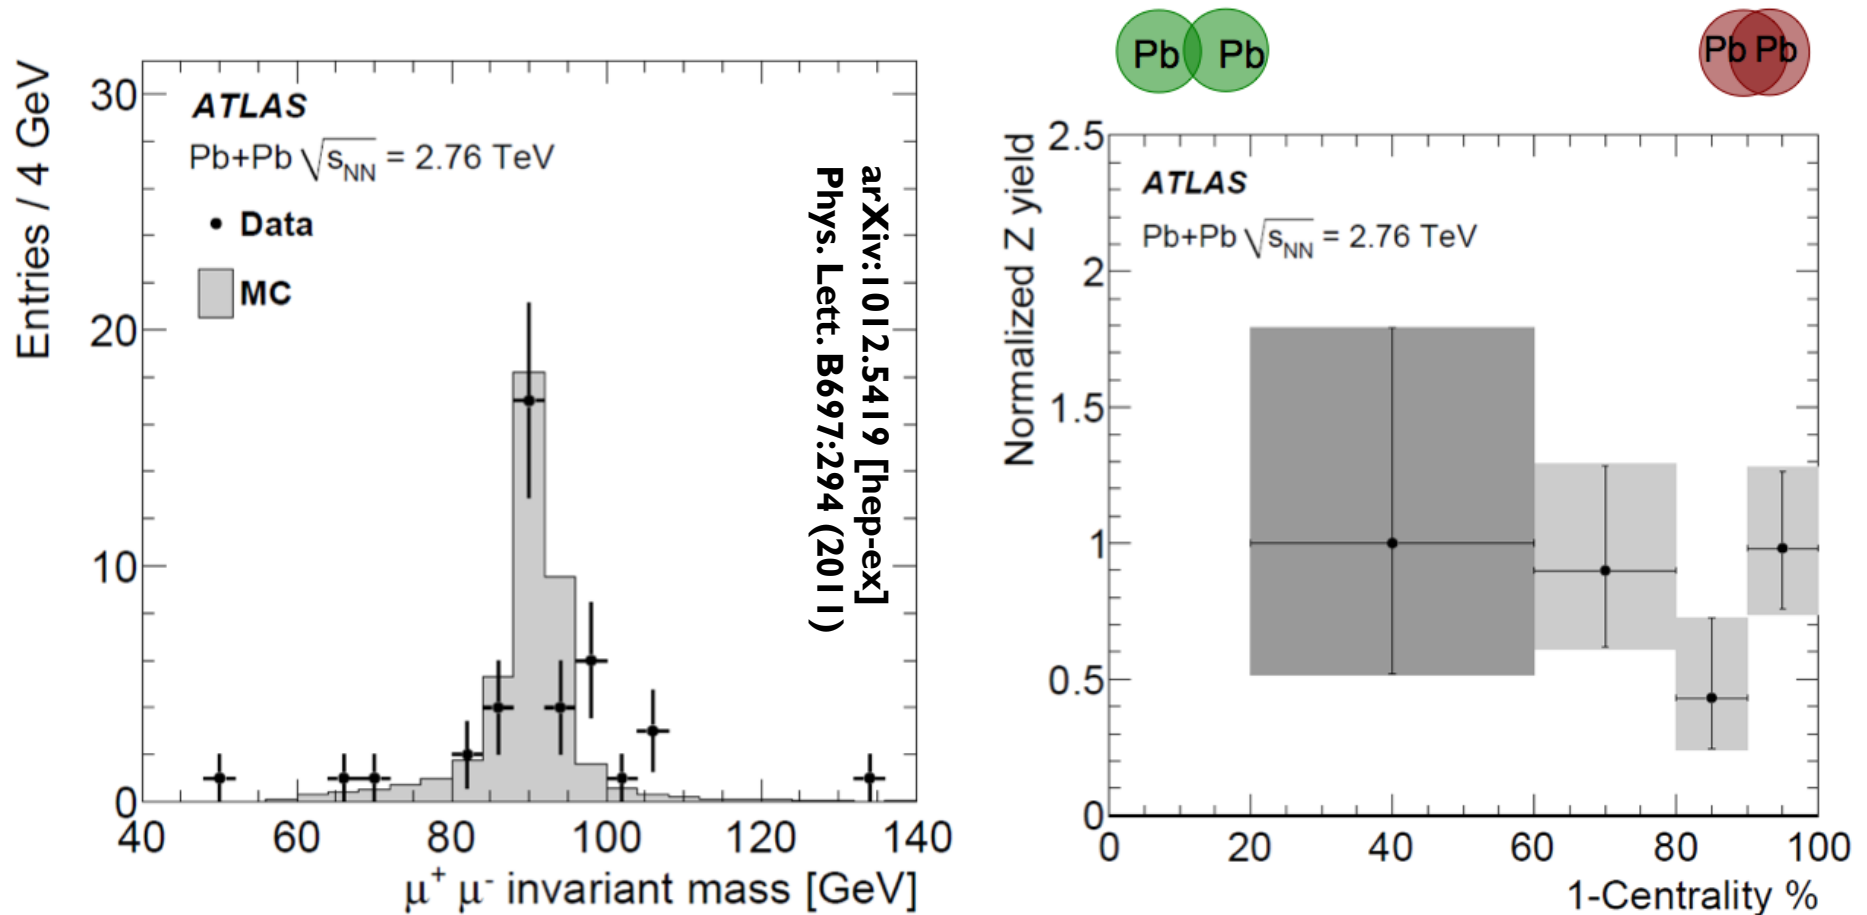 Entries / 4 GeV
30
20
10
0
ATLAS
Pb+Pb √sNN = 2.76 TeV
Data
MC
arXiv:1012.5419 [hep-ex]
Phys. Lett. B697:294 (2011)
40 60 80 100 120 140
μ+ μ- invariant mass [GeV]
Pb Pb
Pb Pb
Normalized Z yield
2.5
2
1.5
1
0.5
0
ATLAS
Pb+Pb √sNN = 2.76 TeV
0 20 40 60 80 100
1-Centrality %